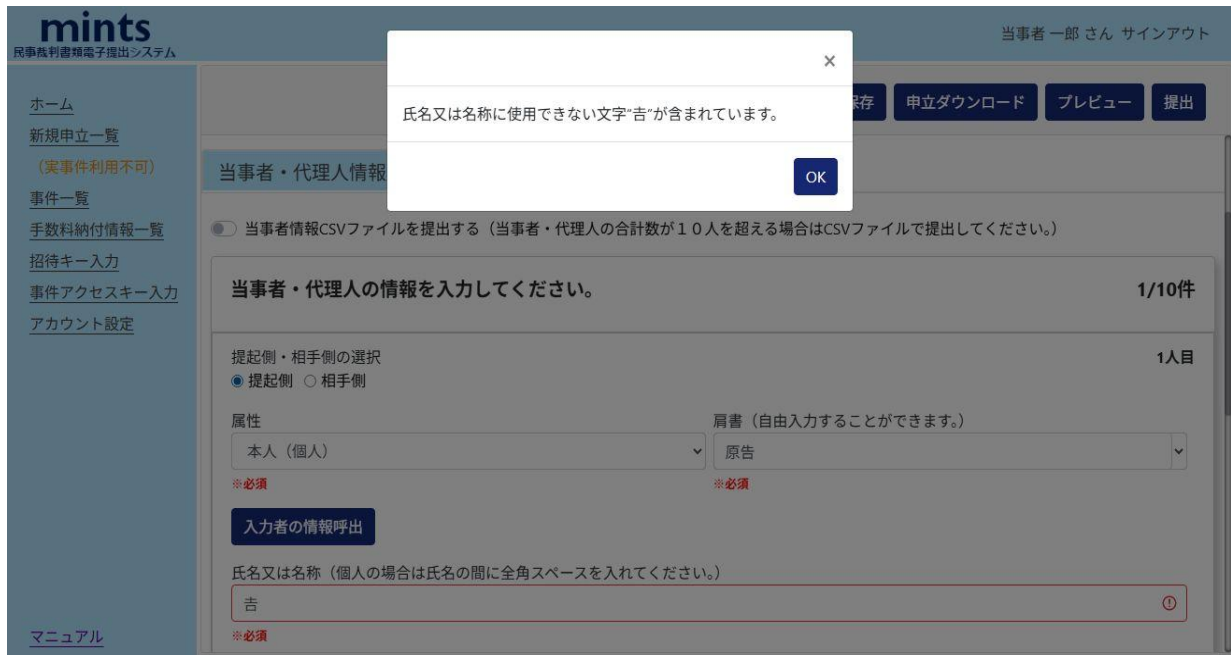 mints
民事裁判書類電子提出システム
当事者 一郎 さん サインアウト
×
氏名又は名称に使用できない文字"𠮷"が含まれています。
OK
保存 申立ダウンロード プレビュー 提出
ホーム
新規申立一覧
（実事件利用不可）
事件一覧
手数料納付情報一覧
招待キー入力
事件アクセスキー入力
アカウント設定
マニュアル
当事者・代理人情報
当事者情報CSVファイルを提出する（当事者・代理人の合計数が１０人を超える場合はCSVファイルで提出してください。）
当事者・代理人の情報を入力してください。 1/10件
提起側・相手側の選択 1人目
提起側 相手側
属性 肩書（自由入力することができます。）
本人（個人） 原告
※必須 ※必須
入力者の情報呼出
氏名又は名称（個人の場合は氏名の間に全角スペースを入れてください。）
𠮷
※必須